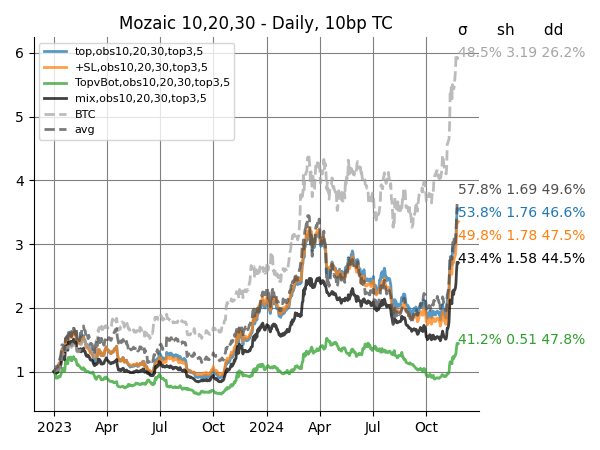 Mozaic 10,20,30 - Daily, 10bp TC
σ sh dd
top,obs10,20,30,top3,5
+SL,obs10,20,30,top3,5
TopvBot,obs10,20,30,top3,5
mix,obs10,20,30,top3,5
BTC
avg
48.5% 3.19 26.2%
57.8% 1.69 49.6%
53.8% 1.76 46.6%
49.8% 1.78 47.5%
43.4% 1.58 44.5%
41.2% 0.51 47.8%
6
5
4
3
2
1
2023 Apr Jul Oct 2024 Apr Jul Oct